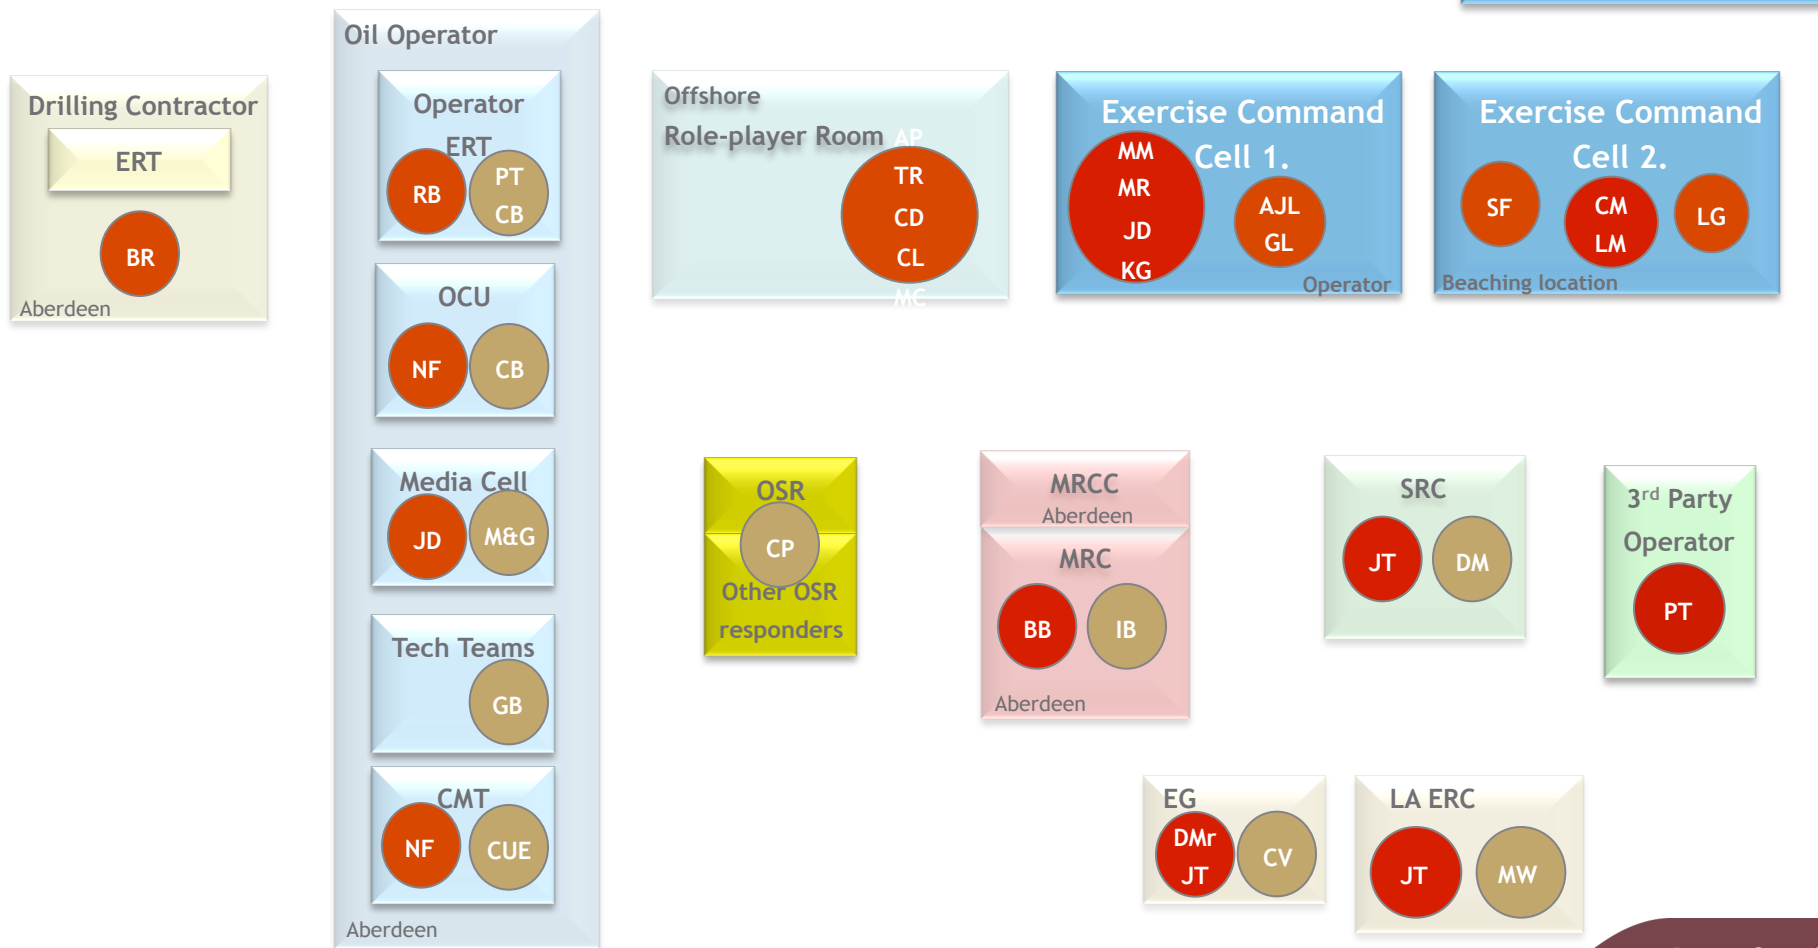 Drilling Contractor
ERT
BR
Aberdeen
Oil Operator
Operator
ERT
RB
PT
CB
OCU
NF
CB
Media Cell
JD
M&G
Tech Teams
GB
CMT
NF
CUE
Aberdeen
Offshore
Role-player Room
AP
TR
CD
CL
MC
Exercise Command
Cell 1.
MM
MR
JD
KG
AJL
GL
Operator
Exercise Command
Cell 2.
SF
CM
LM
LG
Beaching location
OSR
CP
Other OSR
responders
MRCC
Aberdeen
MRC
BB
IB
Aberdeen
SRC
JT
DM
3rd Party
Operator
PT
EG
DMr
JT
CV
LA ERC
JT
MW